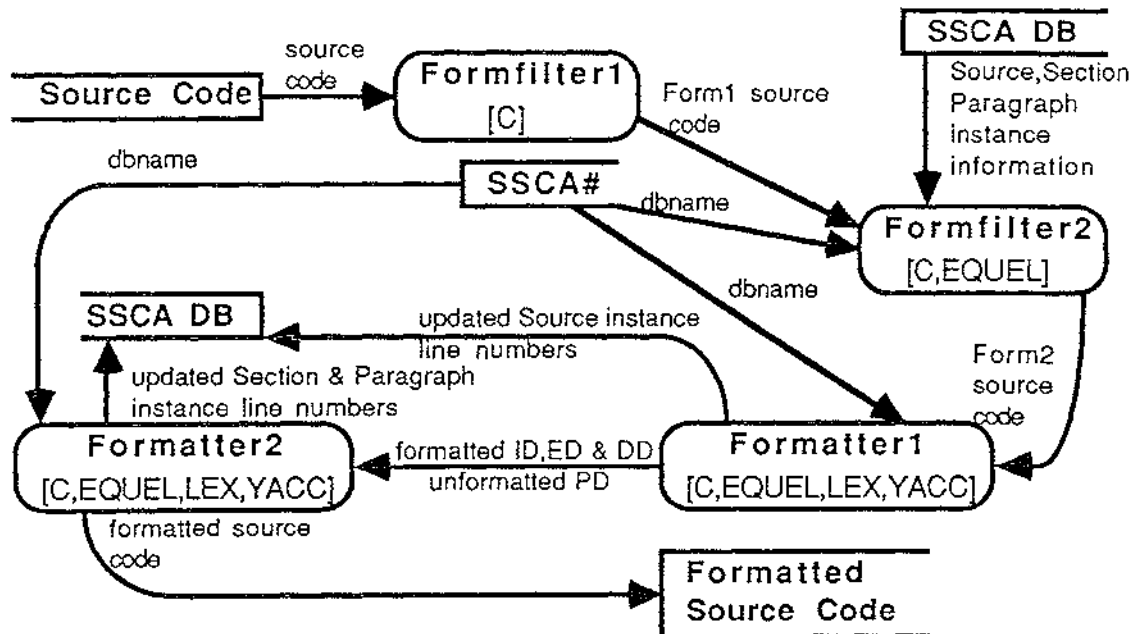 SSCA DB
source
code
Formfilter1
[C]
Source Code
Form1 source
code
Source,Section
Paragraph
instance
information
dbname
SSCA#
dbname
Formfilter2
[C,EQUEL]
dbname
SSCA DB
updated Source instance
line numbers
updated Section & Paragraph
instance line numbers
Form2
source
code
Formatter2
[C,EQUEL,LEX,YACC]
formatted ID,ED & DD
unformatted PD
Formatter1
[C,EQUEL,LEX,YACC]
formatted source
code
Formatted
Source Code